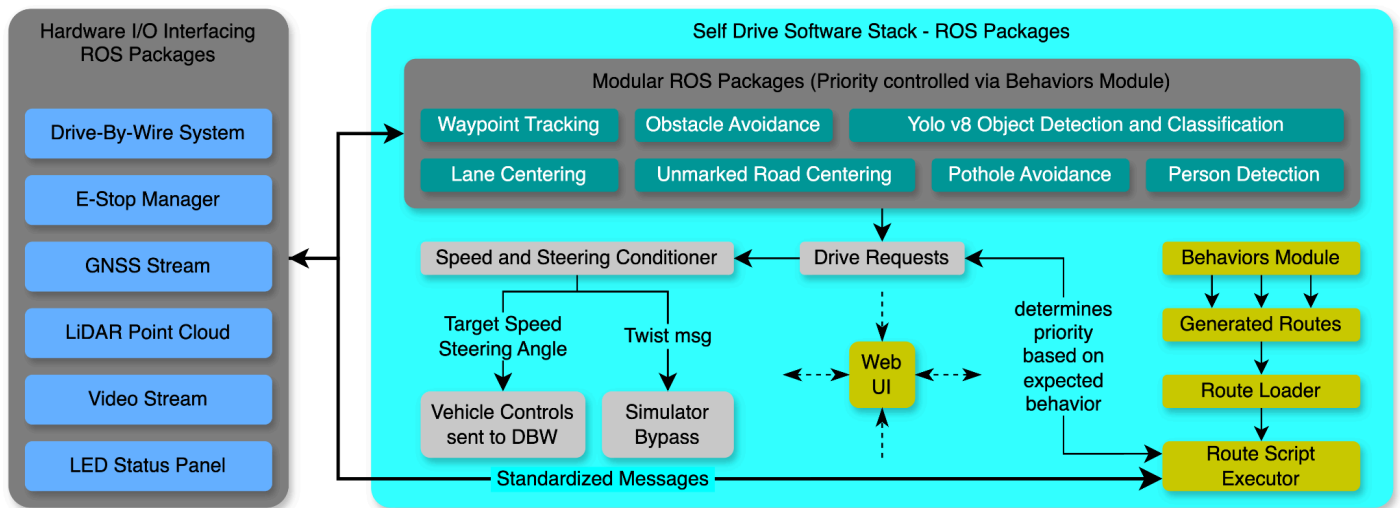 Hardware I/O Interfacing
ROS Packages
Drive-By-Wire System
E-Stop Manager
GNSS Stream
LiDAR Point Cloud
Video Stream
LED Status Panel
Self Drive Software Stack - ROS Packages
Modular ROS Packages (Priority controlled via Behaviors Module)
Waypoint Tracking
Obstacle Avoidance
Yolo v8 Object Detection and Classification
Lane Centering
Unmarked Road Centering
Pothole Avoidance
Person Detection
Speed and Steering Conditioner
Drive Requests
Behaviors Module
Target Speed
Steering Angle
Twist msg
Vehicle Controls
sent to DBW
Simulator
Bypass
Web
UI
determines
priority
based on
expected
behavior
Generated Routes
Route Loader
Route Script
Executor
Standardized Messages